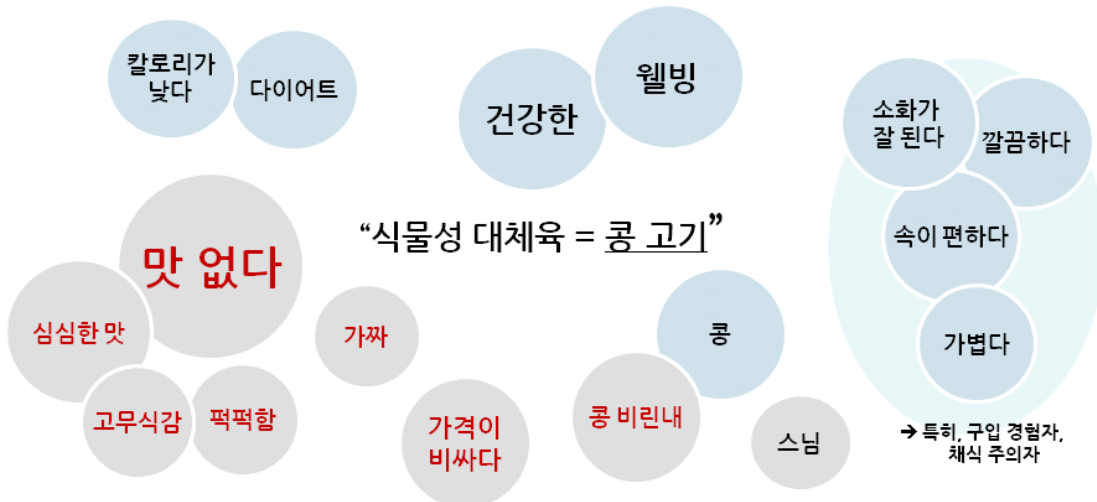 칼로리가
낮다
다이어트
건강한
웰빙
소화가
잘 된다
깔끔하다
속이 편하다
가볍다
→ 특히, 구입 경험자,
채식 주의자
“식물성 대체육 = 콩 고기”
맛 없다
심심한 맛
고무식감
퍽퍽함
가짜
가격이
비싸다
콩
콩 비린내
스님